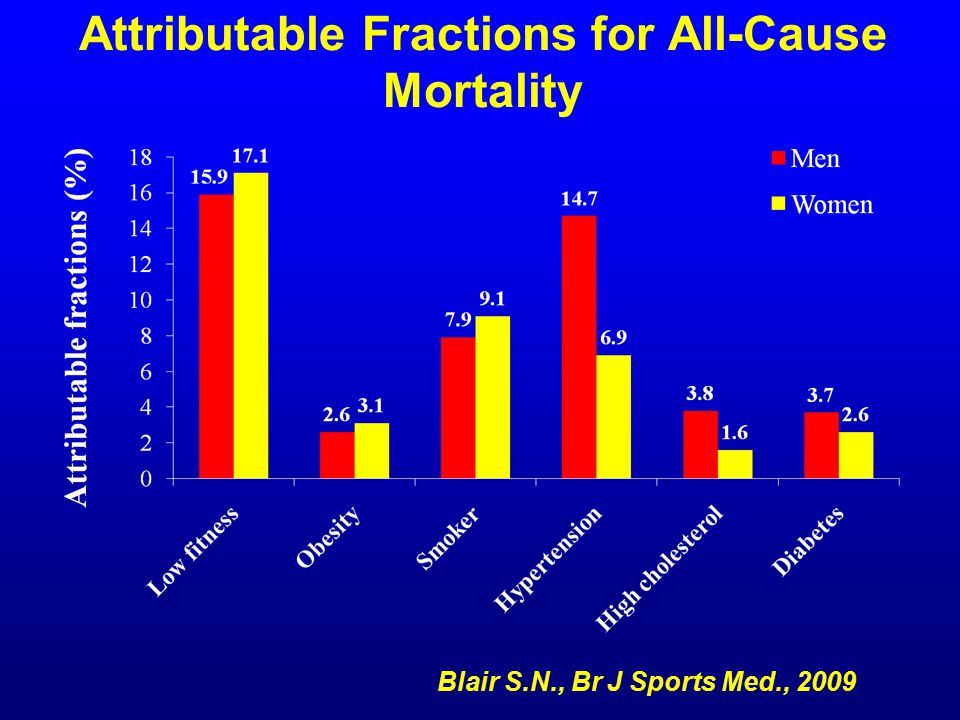 Attributable Fractions for All-Cause
Mortality
Attributable fractions (%)
18
16
14
12
10
8
6
4
2
0
15.9
17.1
2.6
3.1
7.9
9.1
14.7
6.9
3.8
1.6
3.7
2.6
Men
Women
Low fitness
Obesity
Smoker
Hypertension
High cholesterol
Diabetes
Blair S.N., Br J Sports Med., 2009